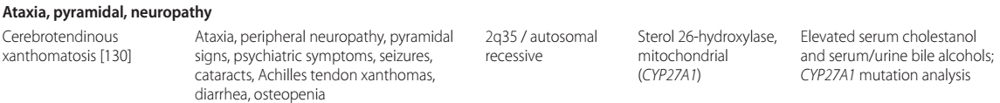 Ataxia, pyramidal, neuropathy
Cerebrotendinous xanthomatosis [130]
Ataxia, peripheral neuropathy, pyramidal signs, psychiatric symptoms, seizures, cataracts, Achilles tendon xanthomas, diarrhea, osteopenia
2q35 / autosomal recessive
Sterol 26-hydroxylase, mitochondrial (CYP27A1)
Elevated serum cholestanol and serum/urine bile alcohols; CYP27A1 mutation analysis